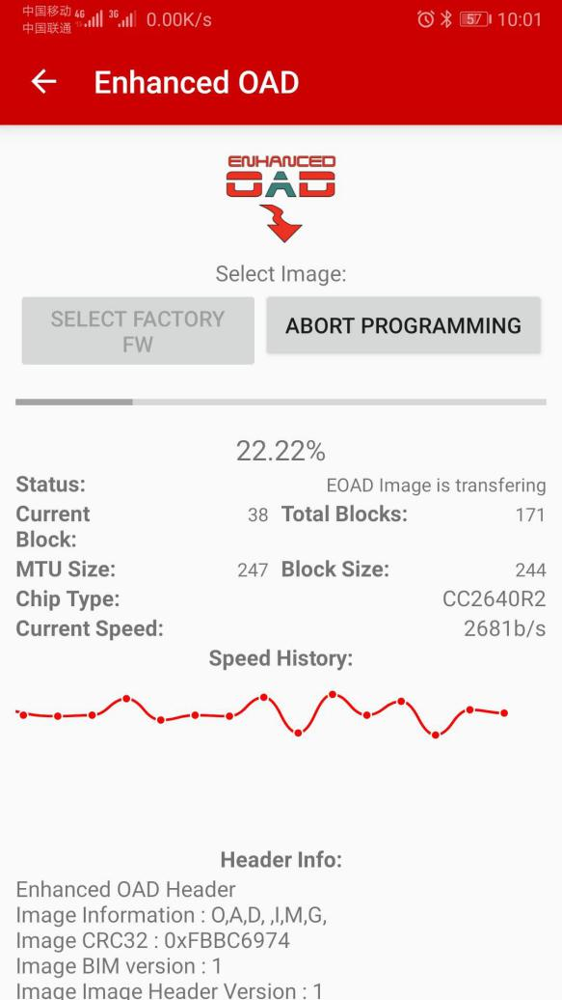 中国移动 4G 3G 0.00K/s 57 10:01
中国联通
Enhanced OAD
ENHANCED
OAD
Select Image:
SELECT FACTORY
FW
ABORT PROGRAMMING
22.22%
Status: EOAD Image is transfering
Current
Block: 38 Total Blocks: 171
MTU Size: 247 Block Size: 244
Chip Type: CC2640R2
Current Speed: 2681b/s
Speed History:
Header Info:
Enhanced OAD Header
Image Information : O,A,D, ,I,M,G,
Image CRC32 : 0xFBBC6974
Image BIM version : 1
Image Image Header Version : 1